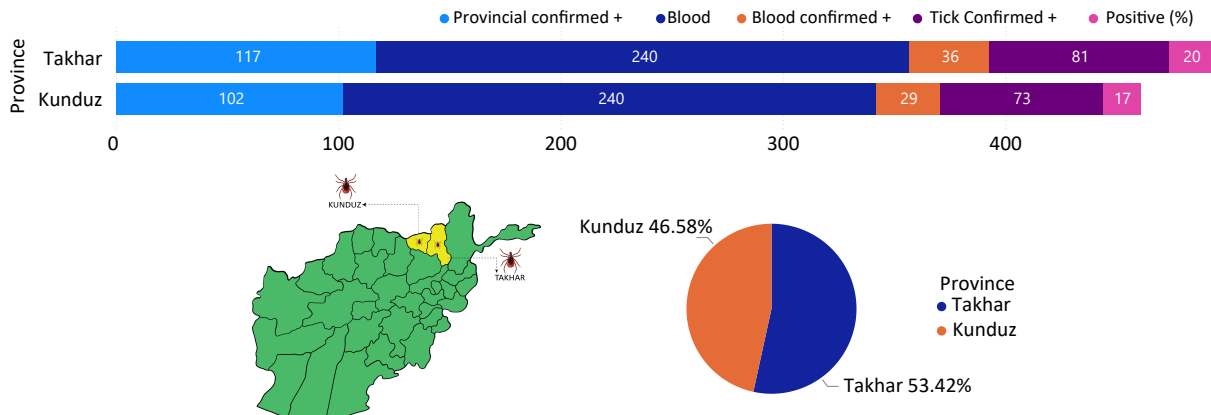 Provincial confirmed + Blood Blood confirmed + Tick Confirmed + Positive (%)
Province
Takhar 117 240 36 81 20
Kunduz 102 240 29 73 17
0 100 200 300 400
KUNDUZ
TAKHAR
Kunduz 46.58%
Province
Takhar
Kunduz
Takhar 53.42%